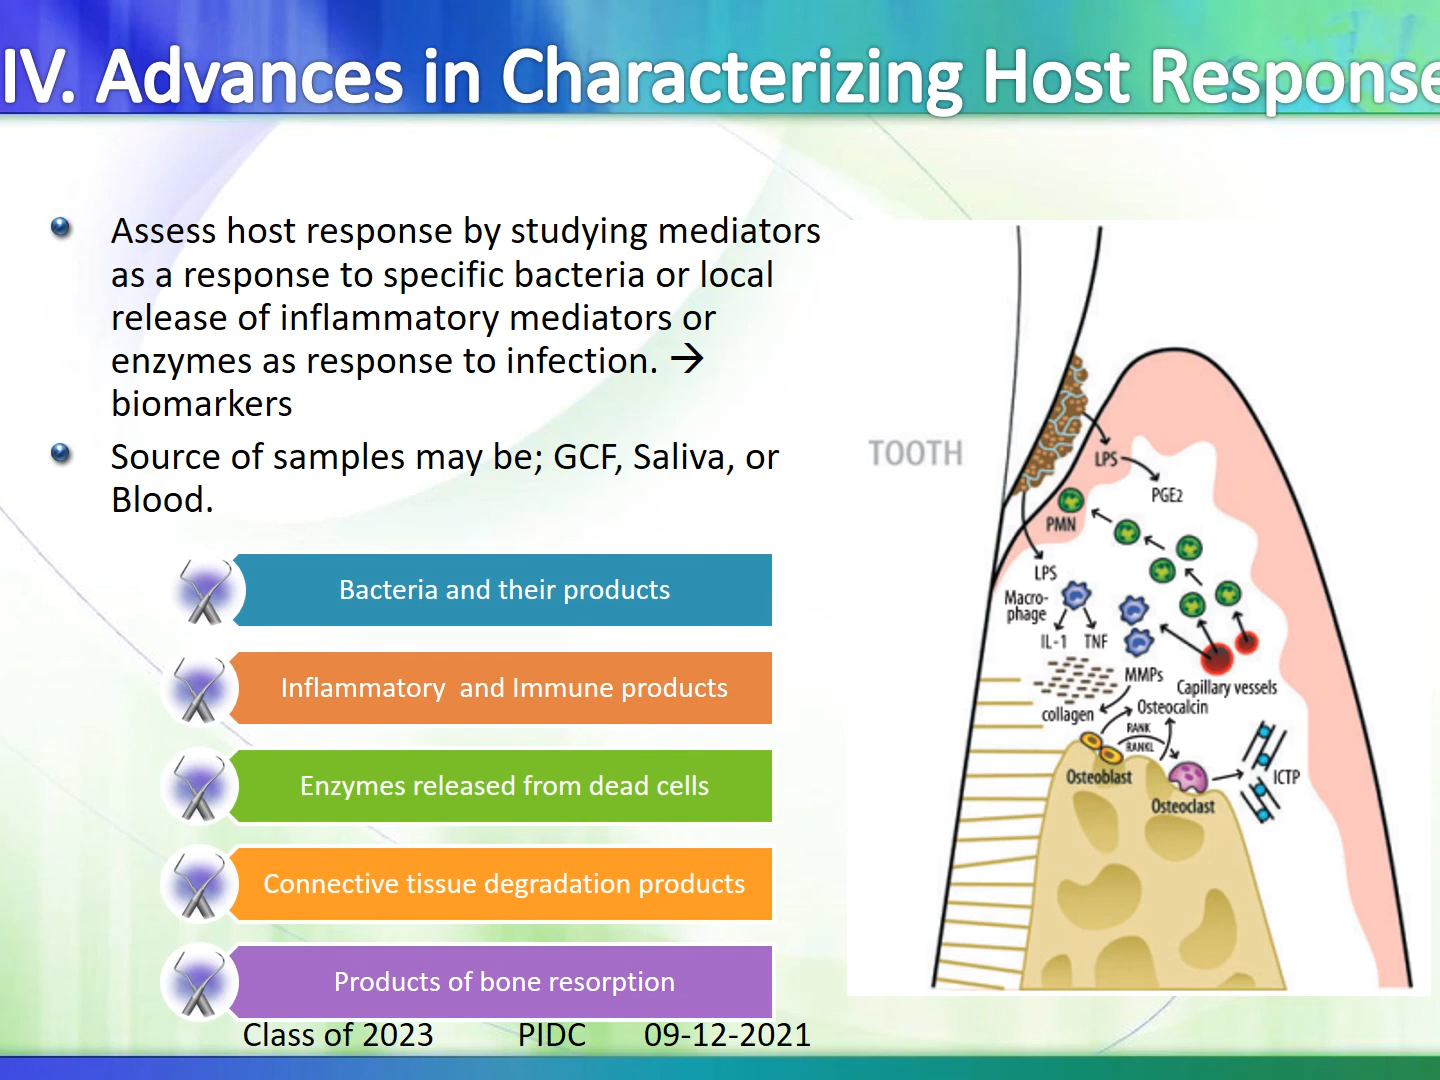 IV. Advances in Characterizing Host Response
Assess host response by studying mediators
as a response to specific bacteria or local
release of inflammatory mediators or
enzymes as response to infection. →
biomarkers
Source of samples may be; GCF, Saliva, or
Blood.
Bacteria and their products
Inflammatory  and Immune products
Enzymes released from dead cells
Connective tissue degradation products
Products of bone resorption
Class of 2023 PIDC 09-12-2021
TOOTH
LPS
PGE2
PMN
LPS
Macro-
phage
IL-1 TNF
MMPs
Capillary vessels
collagen
Osteocalcin
RANK
RANKL
Osteoblast
ICTP
Osteoclast